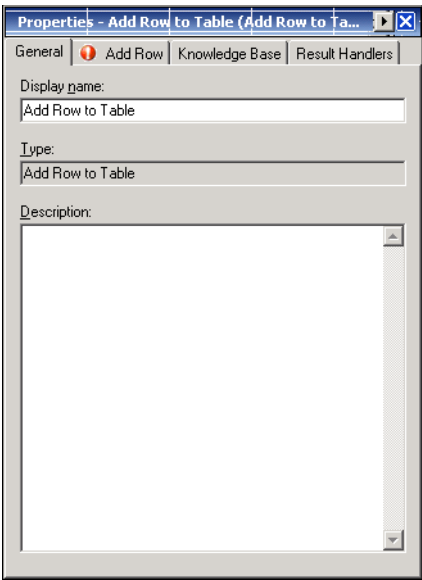 Properties - Add Row to Table (Add Row to Ta...
General Add Row Knowledge Base Result Handlers
Display name:
Add Row to Table
Type:
Add Row to Table
Description: